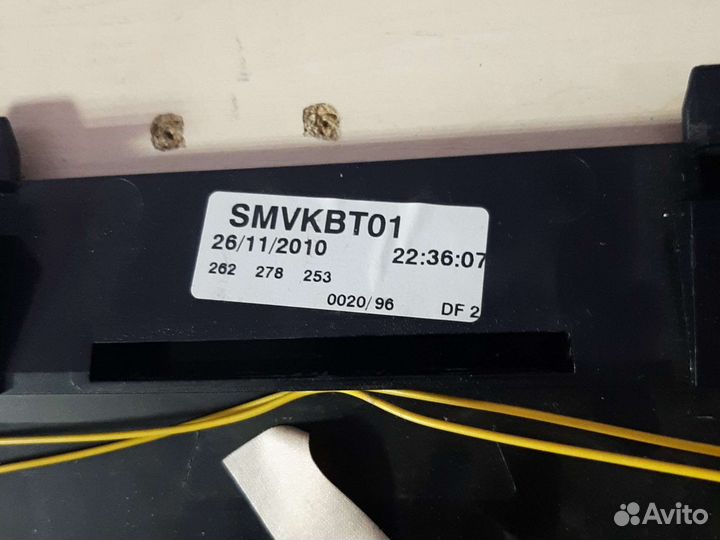 SMVKBT01
26/11/2010 22:36:07
262 278 253
0020/96 DF 2
Avito